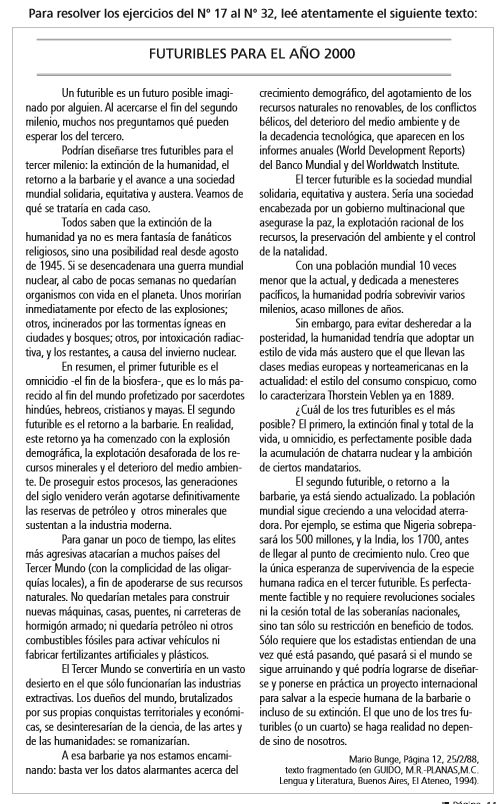 Para resolver los ejercicios del N° 17 al N° 32, leé atentamente el siguiente texto:
FUTURIBLES PARA EL AÑO 2000
Un futurible es un futuro posible imagi-
nado por alguien. Al acercarse el fin del segundo
milenio, muchos nos preguntamos qué pueden
esperar los del tercero.
Podrían diseñarse tres futuribles para el
tercer milenio: la extinción de la humanidad, el
retorno a la barbarie y el avance a una sociedad
mundial solidaria, equitativa y austera. Veamos de
qué se trataría en cada caso.
Todos saben que la extinción de la
humanidad ya no es mera fantasía de fanáticos
religiosos, sino una posibilidad real desde agosto
de 1945. Si se desencadenara una guerra mundial
nuclear, al cabo de pocas semanas no quedarían
organismos con vida en el planeta. Unos morirían
inmediatamente por efecto de las explosiones;
otros, incinerados por las tormentas ígneas en
ciudades y bosques; otros, por intoxicación radiac-
tiva, y los restantes, a causa del invierno nuclear.
En resumen, el primer futurible es el
omnicidio -el fin de la biosfera-, que es lo más pa-
recido al fin del mundo profetizado por sacerdotes
hindúes, hebreos, cristianos y mayas. El segundo
futurible es el retorno a la barbarie. En realidad,
este retorno ya ha comenzado con la explosión
demográfica, la explotación desaforada de los re-
cursos minerales y el deterioro del medio ambien-
te. De proseguir estos procesos, las generaciones
del siglo venidero verán agotarse definitivamente
las reservas de petróleo y otros minerales que
sustentan a la industria moderna.
Para ganar un poco de tiempo, las elites
más agresivas atacarían a muchos países del
Tercer Mundo (con la complicidad de las oligar-
quías locales), a fin de apoderarse de sus recursos
naturales. No quedarían metales para construir
nuevas máquinas, casas, puentes, ni carreteras de
hormigón armado; ni quedaría petróleo ni otros
combustibles fósiles para activar vehículos ni
fabricar fertilizantes artificiales y plásticos.
El Tercer Mundo se convertiría en un vasto
desierto en el que sólo funcionarían las industrias
extractivas. Los dueños del mundo, brutalizados
por sus propias conquistas territoriales y económi-
cas, se desinteresarían de la ciencia, de las artes y
de las humanidades: se romanizarían.
A esa barbarie ya nos estamos encami-
nando: basta ver los datos alarmantes acerca del
crecimiento demográfico, del agotamiento de los
recursos naturales no renovables, de los conflictos
bélicos, del deterioro del medio ambiente y de
la decadencia tecnológica, que aparecen en los
informes anuales (World Development Reports)
del Banco Mundial y del Worldwatch Institute.
El tercer futurible es la sociedad mundial
solidaria, equitativa y austera. Sería una sociedad
encabezada por un gobierno multinacional que
asegurase la paz, la explotación racional de los
recursos, la preservación del ambiente y el control
de la natalidad.
Con una población mundial 10 veces
menor que la actual, y dedicada a menesteres
pacíficos, la humanidad podría sobrevivir varios
milenios, acaso millones de años.
Sin embargo, para evitar desheredar a la
posteridad, la humanidad tendría que adoptar un
estilo de vida más austero que el que llevan las
clases medias europeas y norteamericanas en la
actualidad: el estilo del consumo conspicuo, como
lo caracterizara Thorstein Veblen ya en 1889.
¿Cuál de los tres futuribles es el más
posible? El primero, la extinción final y total de la
vida, u omnicidio, es perfectamente posible dada
la acumulación de chatarra nuclear y la ambición
de ciertos mandatarios.
El segundo futurible, o retorno a la
barbarie, ya está siendo actualizado. La población
mundial sigue creciendo a una velocidad aterra-
dora. Por ejemplo, se estima que Nigeria sobrepa-
sará los 500 millones, y la India, los 1700, antes
de llegar al punto de crecimiento nulo. Creo que
la única esperanza de supervivencia de la especie
humana radica en el tercer futurible. Es perfecta-
mente factible y no requiere revoluciones sociales
ni la cesión total de las soberanías nacionales,
sino tan sólo su restricción en beneficio de todos.
Sólo requiere que los estadistas entiendan de una
vez qué está pasando, qué pasará si el mundo se
sigue arruinando y qué podría lograrse de diseñar-
se y ponerse en práctica un proyecto internacional
para salvar a la especie humana de la barbarie o
incluso de su extinción. El que uno de los tres fu-
turibles (o un cuarto) se haga realidad no depen-
de sino de nosotros.
Mario Bunge, Página 12, 25/2/88,
texto fragmentado (en GUIDO, M.R.-PLANAS,M.C.
Lengua y Literatura, Buenos Aires, El Ateneo, 1994).